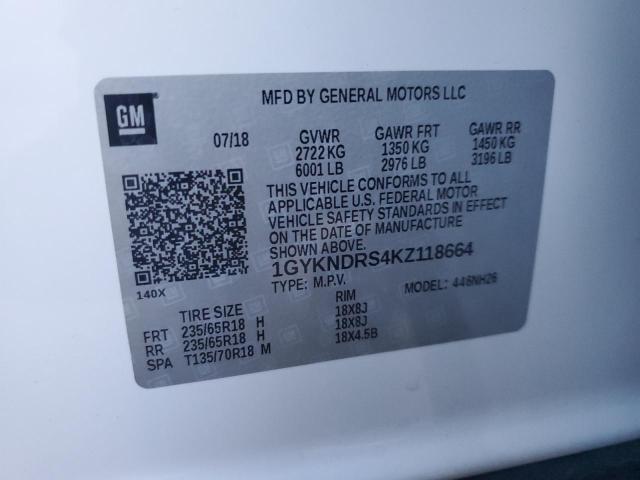 GM
MFD BY GENERAL MOTORS LLC
07/18 GVWR GAWR FRT GAWR RR
2722 KG 1350 KG 1450 KG
6001 LB 2976 LB 3196 LB
THIS VEHICLE CONFORMS TO ALL
APPLICABLE U.S. FEDERAL MOTOR
VEHICLE SAFETY STANDARDS IN EFFECT
ON THE DATE OF MANUFACTURE
SHOWN ABOVE.
1GYKNDRS4KZ118664
140X TYPE: M.P.V. MODEL: 446NH26
TIRE SIZE RIM
FRT 235/65R18 H 18X8J
RR 235/65R18 H 18X8J
SPA T135/70R18 M 18X4.5B